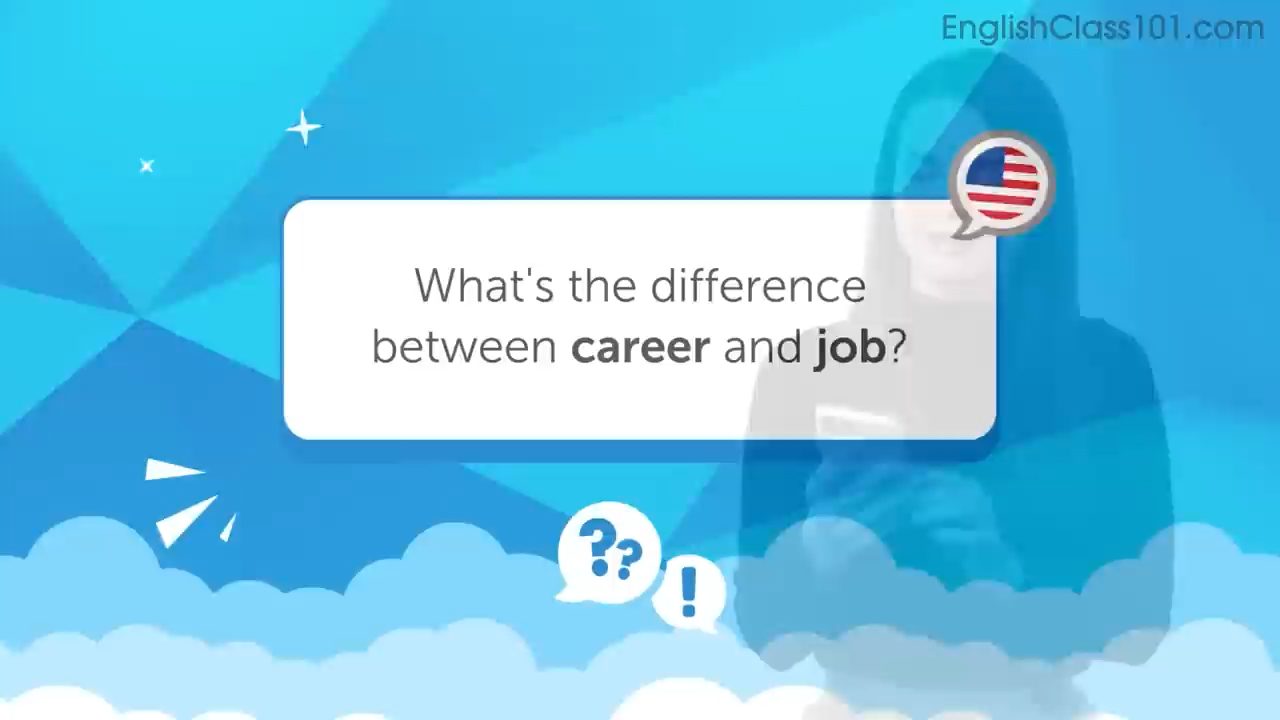 EnglishClass101.com
What's the difference
between career and job?
??
!